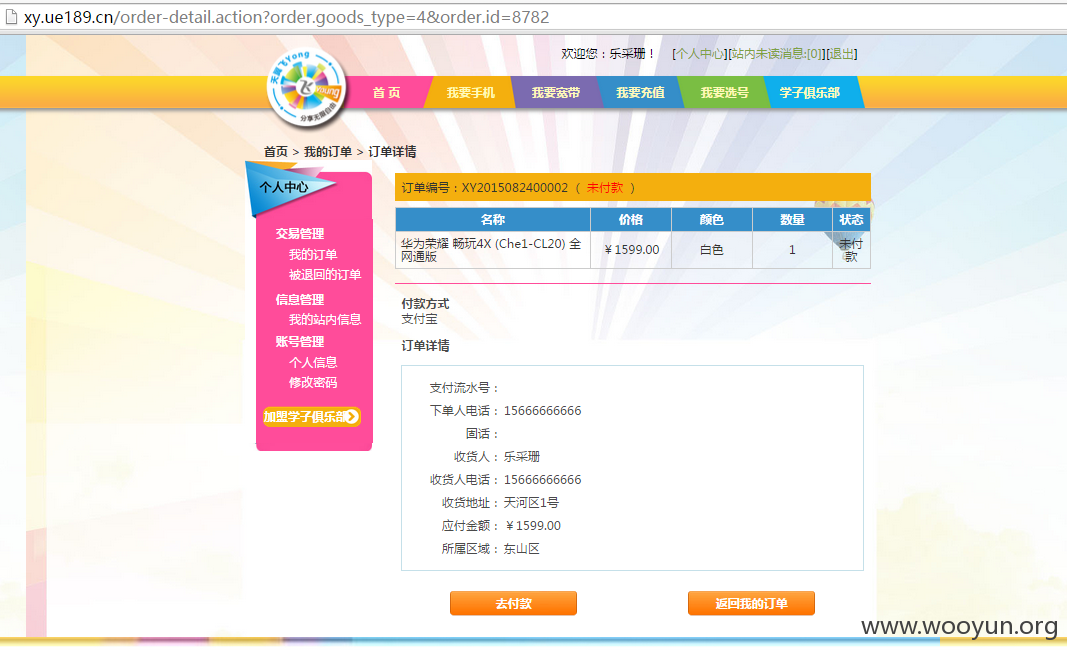 xy.ue189.cn/order-detail.action?order.goods_type=4&order.id=8782
欢迎您：乐采珊！ [个人中心][站内未读消息:[0]][退出]
天翼飞Yong
飞young
分享无限自由
首 页 我要手机 我要宽带 我要充值 我要选号 学子俱乐部
首页 > 我的订单 > 订单详情
个人中心
交易管理
我的订单
被退回的订单
信息管理
我的站内信息
账号管理
个人信息
修改密码
加盟学子俱乐部
订单编号：XY2015082400002 （ 未付款 ）
名称 价格 颜色 数量 状态
华为荣耀 畅玩4X (Che1-CL20) 全
网通版
￥1599.00 白色 1 未付
款
付款方式
支付宝
订单详情
支付流水号：
下单人电话： 15666666666
固话：
收货人： 乐采珊
收货人电话： 15666666666
收货地址： 天河区1号
应付金额： ￥1599.00
所属区域： 东山区
去付款 返回我的订单
www.wooyun.org